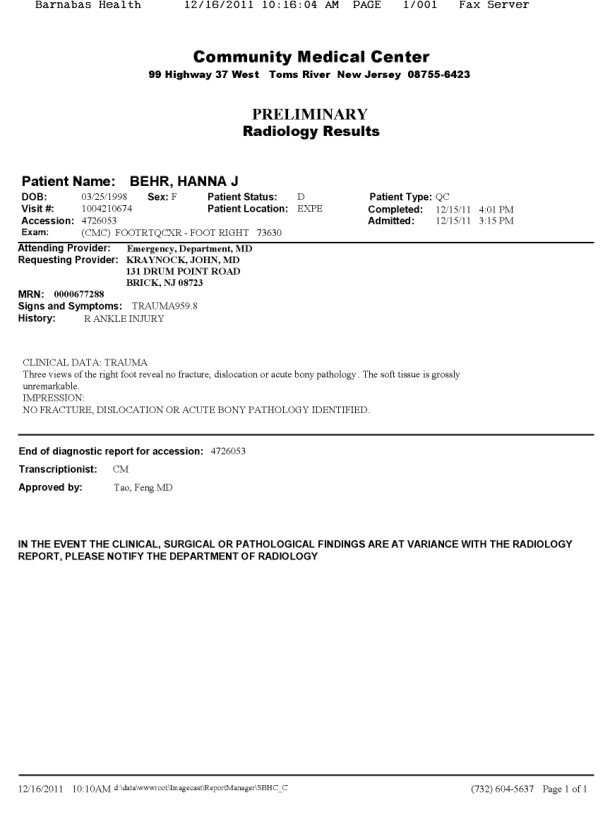 Barnabas Health 12/16/2011 10:16:04 AM PAGE 1/001 Fax Server
Community Medical Center
99 Highway 37 West Toms River New Jersey 08755-6423
PRELIMINARY
Radiology Results
Patient Name: BEHR, HANNA J
DOB: 03/25/1998 Sex: F Patient Status: D Patient Type: QC
Visit #: 1004210674 Patient Location: EXPE Completed: 12/15/11 4:01 PM
Accession: 4726053 Admitted: 12/15/11 3:15 PM
Exam: (CMC) FOOTRTQCXR - FOOT RIGHT 73630
Attending Provider: Emergency, Department, MD
Requesting Provider: KRAYNOCK, JOHN, MD
131 DRUM POINT ROAD
BRICK, NJ 08723
MRN: 0000677288
Signs and Symptoms: TRAUMA959.8
History: R ANKLE INJURY
CLINICAL DATA: TRAUMA
Three views of the right foot reveal no fracture, dislocation or acute bony pathology. The soft tissue is grossly
unremarkable.
IMPRESSION:
NO FRACTURE, DISLOCATION OR ACUTE BONY PATHOLOGY IDENTIFIED.
End of diagnostic report for accession: 4726053
Transcriptionist: CM
Approved by: Tao, Feng MD
IN THE EVENT THE CLINICAL, SURGICAL OR PATHOLOGICAL FINDINGS ARE AT VARIANCE WITH THE RADIOLOGY
REPORT, PLEASE NOTIFY THE DEPARTMENT OF RADIOLOGY
12/16/2011 10:10AM d:\data\wwwroot\Imagecast\ReportManager\SBHC_C (732) 604-5637 Page 1 of 1